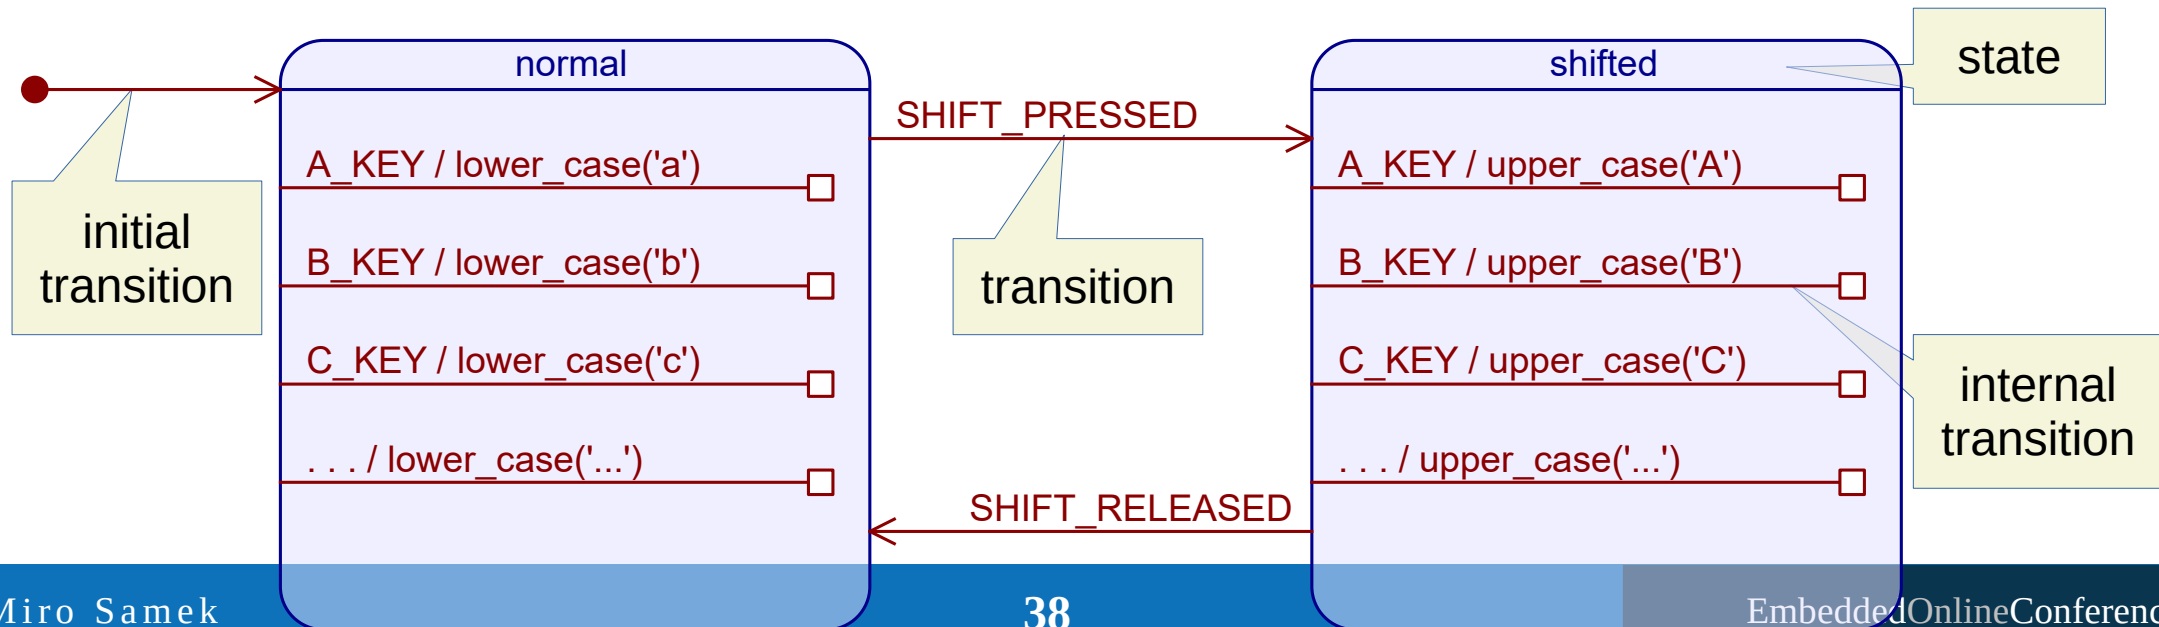 normal
shifted
state
SHIFT_PRESSED
A_KEY / lower_case('a')
A_KEY / upper_case('A')
initial
transition
B_KEY / lower_case('b')
B_KEY / upper_case('B')
transition
C_KEY / lower_case('c')
C_KEY / upper_case('C')
internal
transition
. . . / lower_case('...')
. . . / upper_case('...')
SHIFT_RELEASED
Miro Samek
38
EmbeddedOnlineConferenc